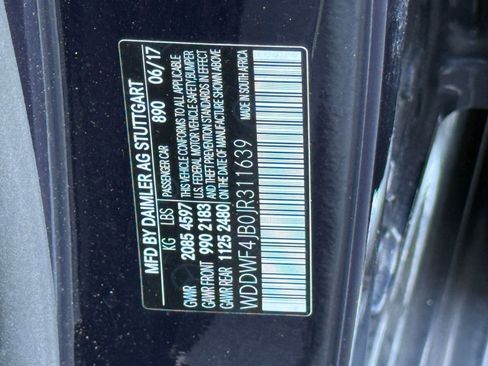 MFD BY DAIMLER AG STUTTGART
KG LBS PASSENGER CAR 890 06/17
GMVR 2085 4597 THIS VEHICLE CONFORMS TO ALL APPLICABLE
GAWR FRONT 990 2183 U.S. FEDERAL MOTOR VEHICLE SAFETY, BUMPER
GAWR REAR 1125 2480 AND THEFT PREVENTION STANDARDS IN EFFECT
ON THE DATE OF MANUFACTURE SHOWN ABOVE
WDDWF4JB0JR311639 MADE IN SOUTH AFRICA